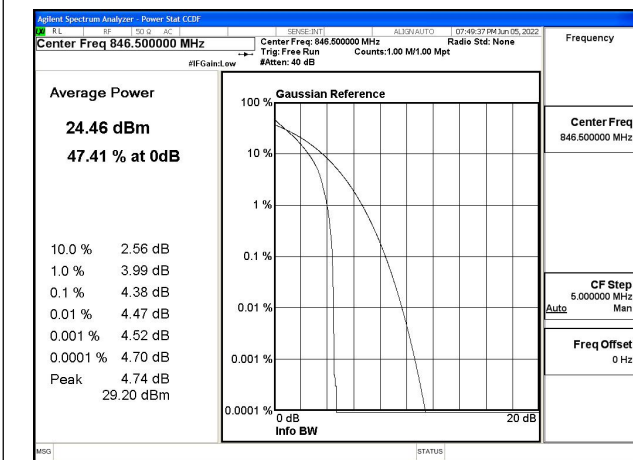 Agilent Spectrum Analyzer - Power Stat CCDF
RL RF 50 Ω AC SENSE:INT ALIGN AUTO 07:49:37 PM Jun 05, 2022
Center Freq 846.500000 MHz
Center Freq: 846.500000 MHz Radio Std: None
Trig: Free Run Counts:1.00 M/1.00 Mpt
#IFGain:Low #Atten: 40 dB
Frequency
Average Power
24.46 dBm
47.41 % at 0dB
10.0 % 2.56 dB
1.0 % 3.99 dB
0.1 % 4.38 dB
0.01 % 4.47 dB
0.001 % 4.52 dB
0.0001 % 4.70 dB
Peak 4.74 dB
29.20 dBm
Gaussian Reference
100 %
10 %
1 %
0.1 %
0.01 %
0.001 %
0.0001 %
0 dB 20 dB
Info BW
Center Freq
846.500000 MHz
CF Step
5.000000 MHz
Auto Man
Freq Offset
0 Hz
MSG STATUS